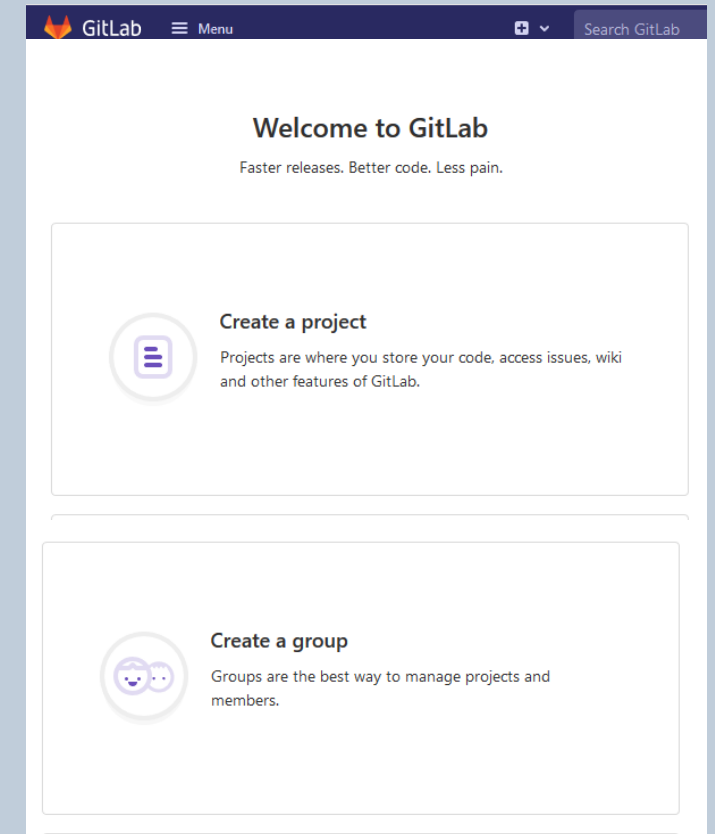 GitLab Menu Search GitLab
Welcome to GitLab
Faster releases. Better code. Less pain.
Create a project
Projects are where you store your code, access issues, wiki
and other features of GitLab.
Create a group
Groups are the best way to manage projects and
members.